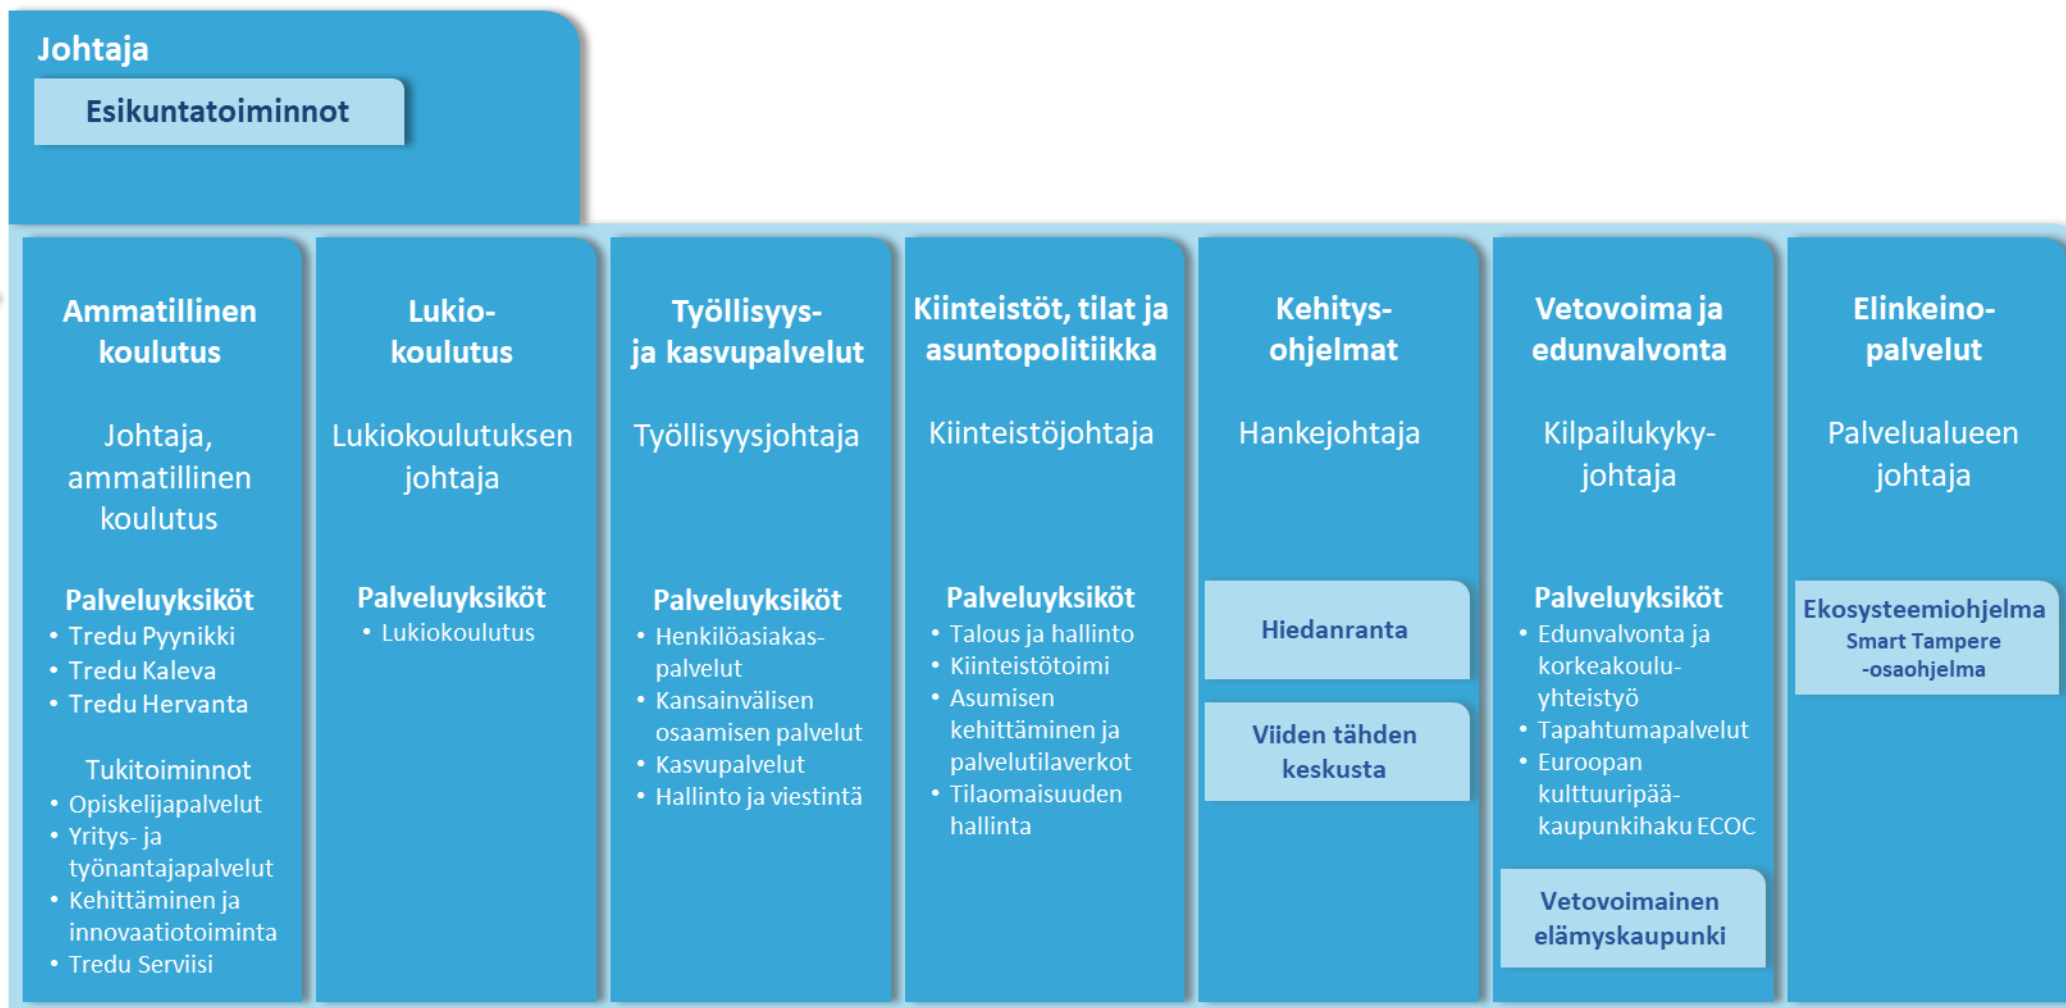 Johtaja
Esikuntatoiminnot
Ammatillinen
koulutus
Johtaja,
ammatillinen
koulutus
Palveluyksiköt
• Tredu Pyynikki
• Tredu Kaleva
• Tredu Hervanta
Tukitoiminnot
• Opiskelijapalvelut
• Yritys- ja
työnantajapalvelut
• Kehittäminen ja
innovaatiotoiminta
• Tredu Serviisi
Lukio-
koulutus
Lukiokoulutuksen
johtaja
Palveluyksiköt
• Lukiokoulutus
Työllisyys-
ja kasvupalvelut
Työllisyysjohtaja
Palveluyksiköt
• Henkilöasiakas-
palvelut
• Kansainvälisen
osaamisen palvelut
• Kasvupalvelut
• Hallinto ja viestintä
Kiinteistöt, tilat ja
asuntopolitiikka
Kiinteistöjohtaja
Palveluyksiköt
• Talous ja hallinto
• Kiinteistötoimi
• Asumisen
kehittäminen ja
palvelutilaverkot
• Tilaomaisuuden
hallinta
Kehitys-
ohjelmat
Hankejohtaja
Hiedanranta
Viiden tähden
keskusta
Vetovoima ja
edunvalvonta
Kilpailukyky-
johtaja
Palveluyksiköt
• Edunvalvonta ja
korkeakoulu-
yhteistyö
• Tapahtumapalvelut
• Euroopan
kulttuuripää-
kaupunkihaku ECOC
Vetovoimainen
elämyskaupunki
Elinkeino-
palvelut
Palvelualueen
johtaja
Ekosysteemiohjelma
Smart Tampere
-osaohjelma